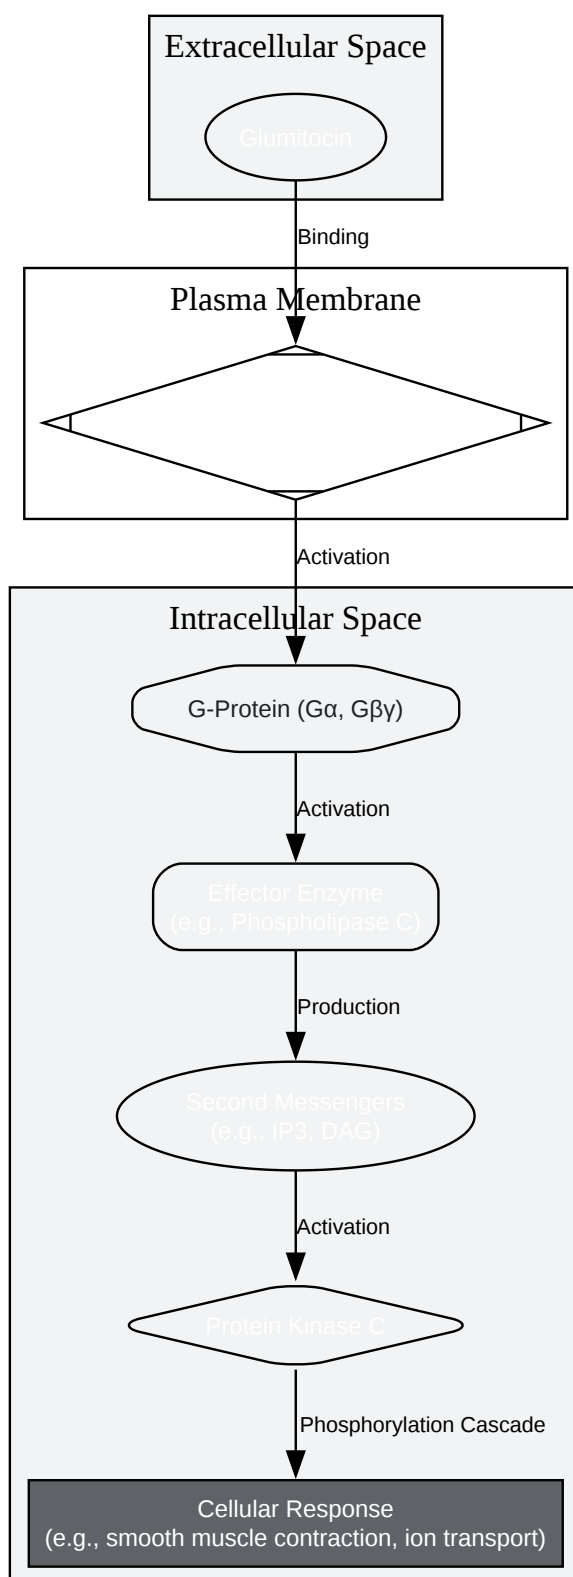 Extracellular Space
Glumitocin
Binding
Plasma Membrane
Activation
Intracellular Space
G-Protein (Gα, Gβγ)
Activation
Effector Enzyme
(e.g., Phospholipase C)
Production
Second Messengers
(e.g., IP3, DAG)
Activation
Protein Kinase C
Phosphorylation Cascade
Cellular Response
(e.g., smooth muscle contraction, ion transport)